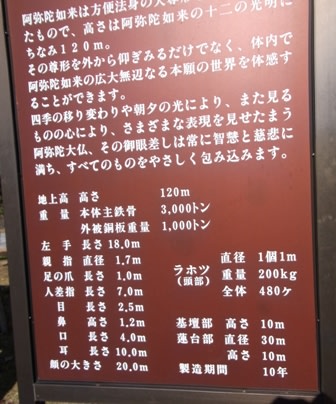 阿弥陀如来は方便法身の
たもので、高さは阿弥陀如来の十二の光明に
ちなみ120m。
その尊形を外から仰ぎみるだけでなく、体内で
阿弥陀如来の広大無辺なる本願の世界を体感す
ることができます。
四季の移り変わりや朝夕の光により、また見る
ものの心により、さまざまな表現を見せたまう
阿弥陀大仏、その御眼差しは常に智慧と慈悲に
満ち、すべてのものをやさしく包み込みます。
地上高 高さ 120m
重量 本体主鉄骨 3,000トン
外被銅板重量 1,000トン
左手 長さ 18.0m
親指 直径 1.7m
足の爪 長さ 1.0m
人差指 長さ 7.0m
目 長さ 2.5m
鼻 高さ 1.2m
口 長さ 4.0m
耳 長さ 10.0m
顔の大きさ 20.0m
ラホツ(頭部) 直径 1個1m
重量 200kg
全体 480ケ
基壇部 高さ 10m
蓮台部 直径 30m
高さ 10m
製造期間 10年